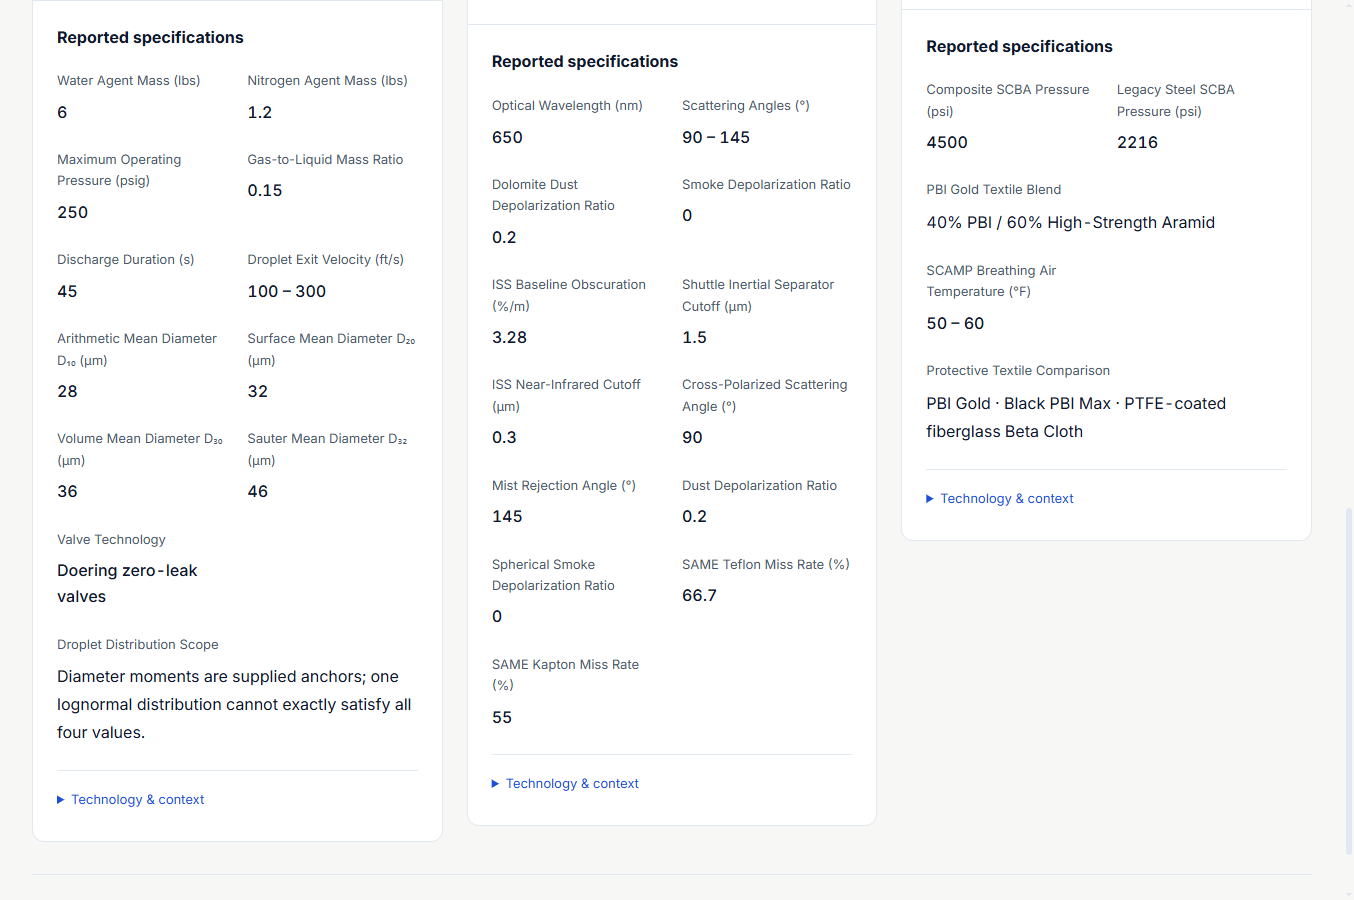 Reported specifications
Water Agent Mass (lbs)
6
Nitrogen Agent Mass (lbs)
1.2
Maximum Operating
Pressure (psig)
250
Gas-to-Liquid Mass Ratio
0.15
Discharge Duration (s)
45
Droplet Exit Velocity (ft/s)
100 – 300
Arithmetic Mean Diameter
D₁₀ (μm)
28
Surface Mean Diameter D₂₀
(μm)
32
Volume Mean Diameter D₃₀
(μm)
36
Sauter Mean Diameter D₃₂
(μm)
46
Valve Technology
Doering zero-leak
valves
Droplet Distribution Scope
Diameter moments are supplied anchors; one
lognormal distribution cannot exactly satisfy all
four values.
▶ Technology & context
Reported specifications
Optical Wavelength (nm)
650
Scattering Angles (°)
90 – 145
Dolomite Dust
Depolarization Ratio
0.2
Smoke Depolarization Ratio
0
ISS Baseline Obscuration
(%/m)
3.28
Shuttle Inertial Separator
Cutoff (μm)
1.5
ISS Near-Infrared Cutoff
(μm)
0.3
Cross-Polarized Scattering
Angle (°)
90
Mist Rejection Angle (°)
145
Dust Depolarization Ratio
0.2
Spherical Smoke
Depolarization Ratio
0
SAME Teflon Miss Rate (%)
66.7
SAME Kapton Miss Rate
(%)
55
▶ Technology & context
Reported specifications
Composite SCBA Pressure
(psi)
4500
Legacy Steel SCBA
Pressure (psi)
2216
PBI Gold Textile Blend
40% PBI / 60% High-Strength Aramid
SCAMP Breathing Air
Temperature (°F)
50 – 60
Protective Textile Comparison
PBI Gold · Black PBI Max · PTFE-coated
fiberglass Beta Cloth
▶ Technology & context